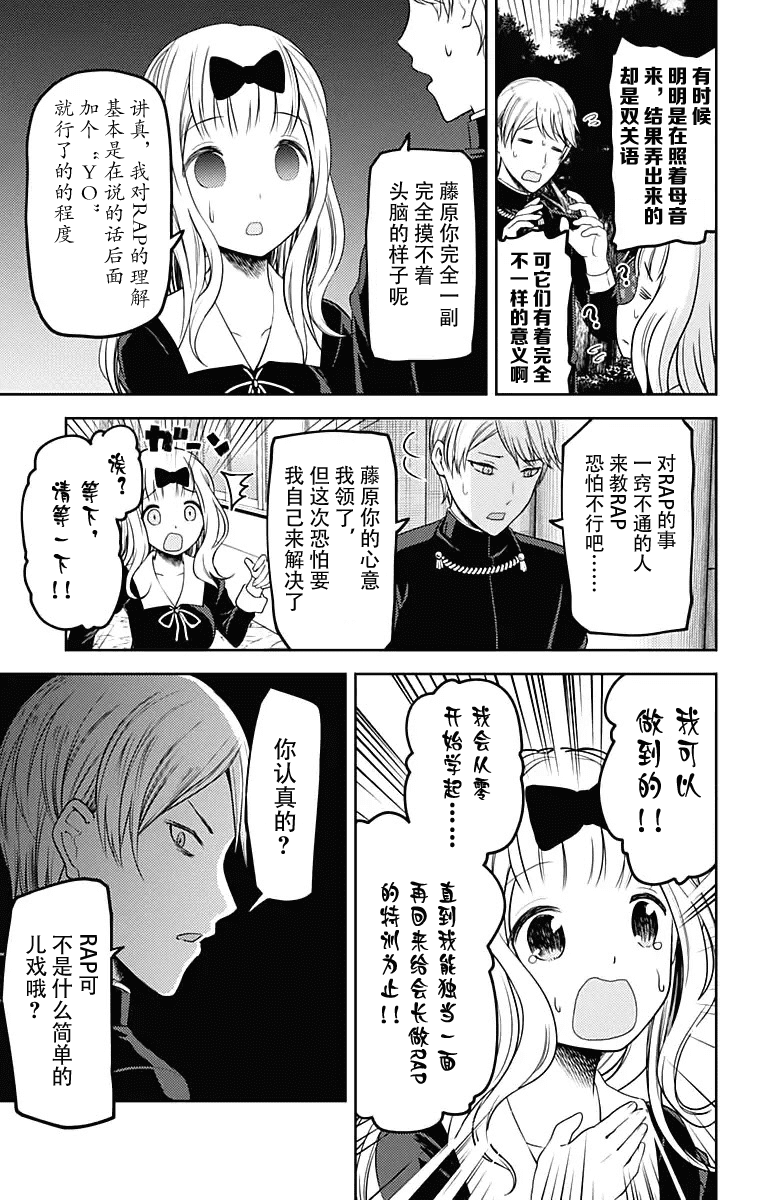 有时候
明明是在照着母音
来，结果弄出来的
却是双关语
可它们有着完全
不一样的意义啊
藤原你完全一副
完全摸不着
头脑的样子呢
讲真，我对RAP的理解
基本是在说的话后面
加个“YO”
就行了的的程度
对RAP的事
一窍不通的人
来教RAP
恐怕不行吧……
藤原你的心意
我领了，
但这次恐怕要
我自己来解决了
ガーン
诶？
等下，
请等一下!!
我可以
做到的!!
我会从零
开始学起……
直到我能独当一面
再回来给会长做RAP
的特训为止!!
你认真的？
RAP可
不是什么简单的
儿戏哦？